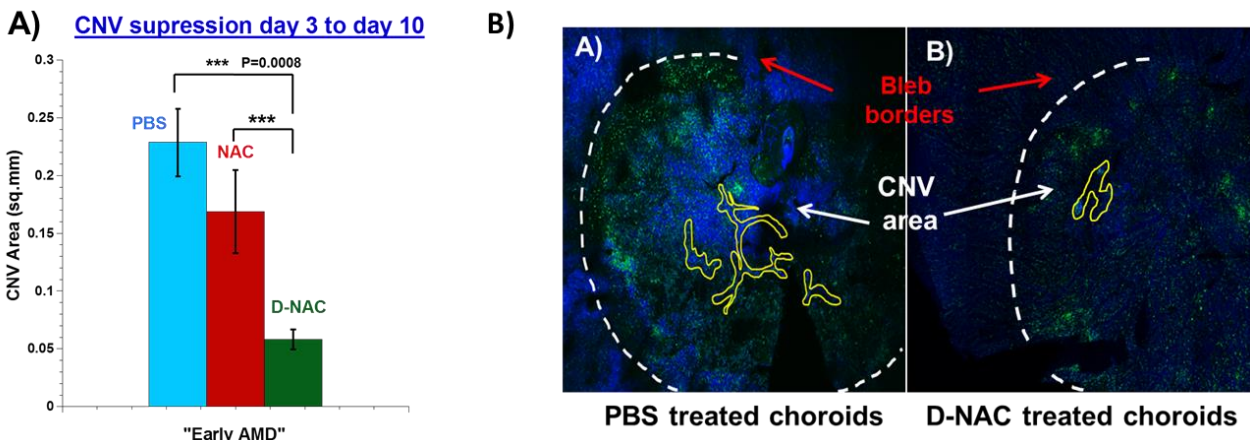 A)
CNV supression day 3 to day 10
0.3
0.25
0.2
0.15
0.1
0.05
0
CNV Area (sq.mm)
*** P=0.0008
***
PBS
NAC
D-NAC
"Early AMD"
B)
A)
B)
Bleb
borders
CNV
area
PBS treated choroids
D-NAC treated choroids